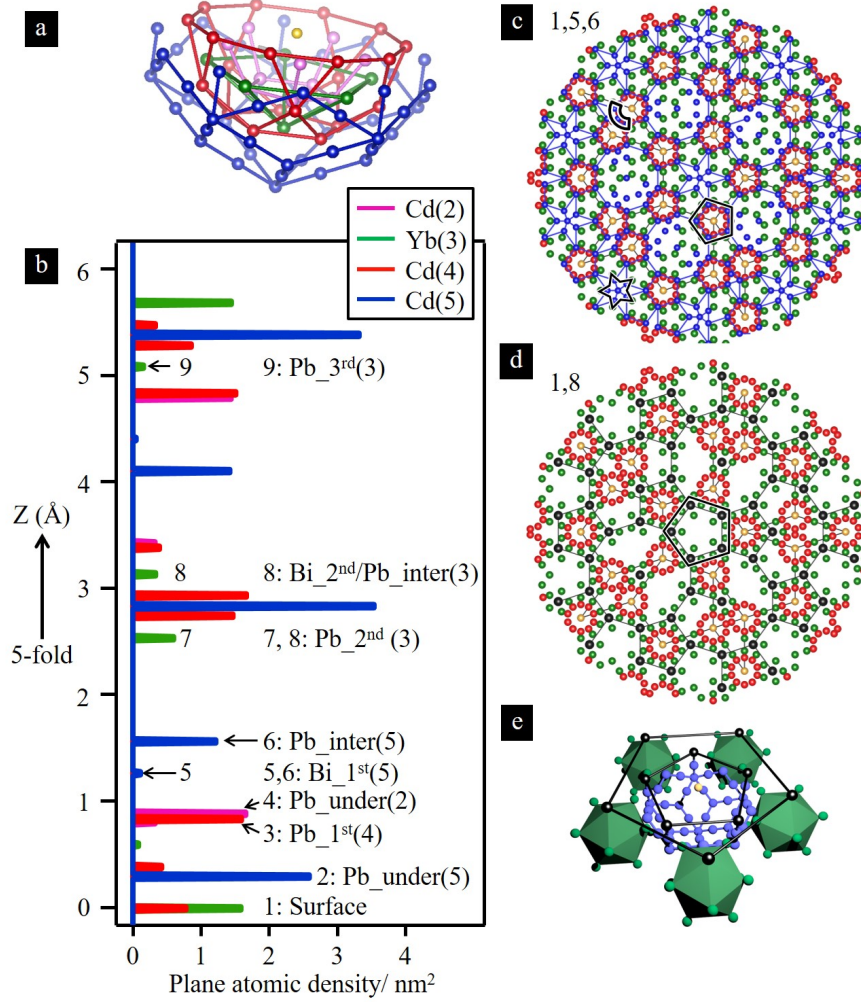 a
c
1,5,6
Cd(2)
Yb(3)
Cd(4)
Cd(5)
b
6
5
4
3
2
1
0
Z (Å)
5-fold
9
9: Pb_3rd(3)
8
8: Bi_2nd/Pb_inter(3)
7
7, 8: Pb_2nd (3)
6: Pb_inter(5)
5
5,6: Bi_1st(5)
4: Pb_under(2)
3: Pb_1st(4)
2: Pb_under(5)
1: Surface
0 1 2 3 4
Plane atomic density/ nm²
d
1,8
e